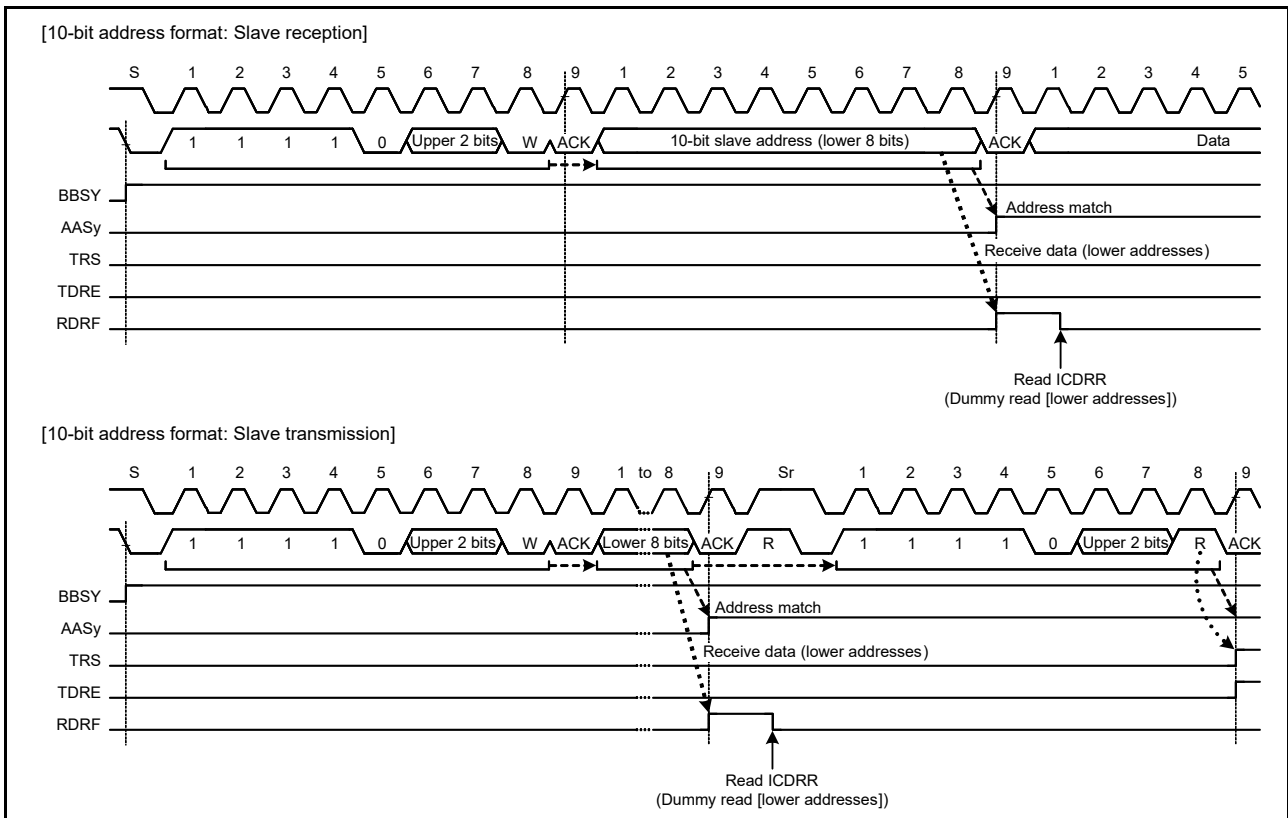 [10-bit address format: Slave reception]
S 1 2 3 4 5 6 7 8 9 1 2 3 4 5 6 7 8 9 1 2 3 4 5
1 1 1 1 0 Upper 2 bits W ACK 10-bit slave address (lower 8 bits) ACK Data
BBSY
Address match
AASy
Receive data (lower addresses)
TRS
TDRE
RDRF
Read ICDRR
(Dummy read [lower addresses])
[10-bit address format: Slave transmission]
S 1 2 3 4 5 6 7 8 9 1 to 8 9 Sr 1 2 3 4 5 6 7 8 9
1 1 1 1 0 Upper 2 bits W ACK Lower 8 bits ACK R 1 1 1 1 0 Upper 2 bits R ACK
BBSY
Address match
AASy
Receive data (lower addresses)
TRS
TDRE
RDRF
Read ICDRR
(Dummy read [lower addresses])